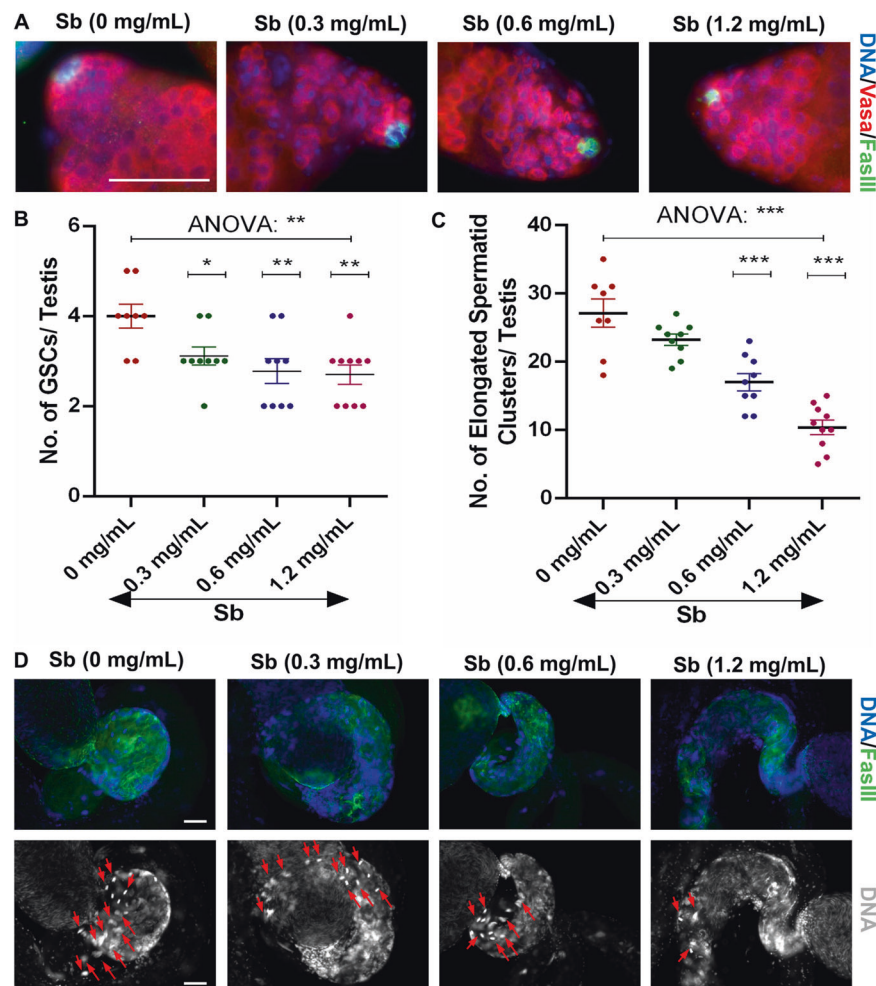 A
Sb (0 mg/mL) Sb (0.3 mg/mL) Sb (0.6 mg/mL) Sb (1.2 mg/mL)
DNA/Vasa/FasIII
B
ANOVA: **
* ** **
No. of GSCs/ Testis
6
4
2
0
0 mg/mL 0.3 mg/mL 0.6 mg/mL 1.2 mg/mL
Sb
C
ANOVA: ***
*** ***
No. of Elongated Spermatid
Clusters/ Testis
40
30
20
10
0
0 mg/mL 0.3 mg/mL 0.6 mg/mL 1.2 mg/mL
Sb
D
Sb (0 mg/mL) Sb (0.3 mg/mL) Sb (0.6 mg/mL) Sb (1.2 mg/mL)
DNA/FasIII
DNA